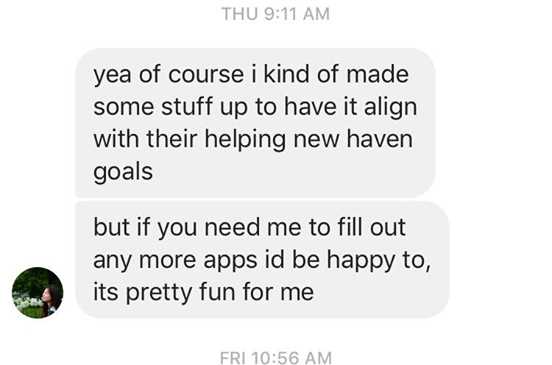 THU 9:11 AM
yea of course i kind of made
some stuff up to have it align
with their helping new haven
goals
but if you need me to fill out
any more apps id be happy to,
its pretty fun for me
FRI 10:56 AM